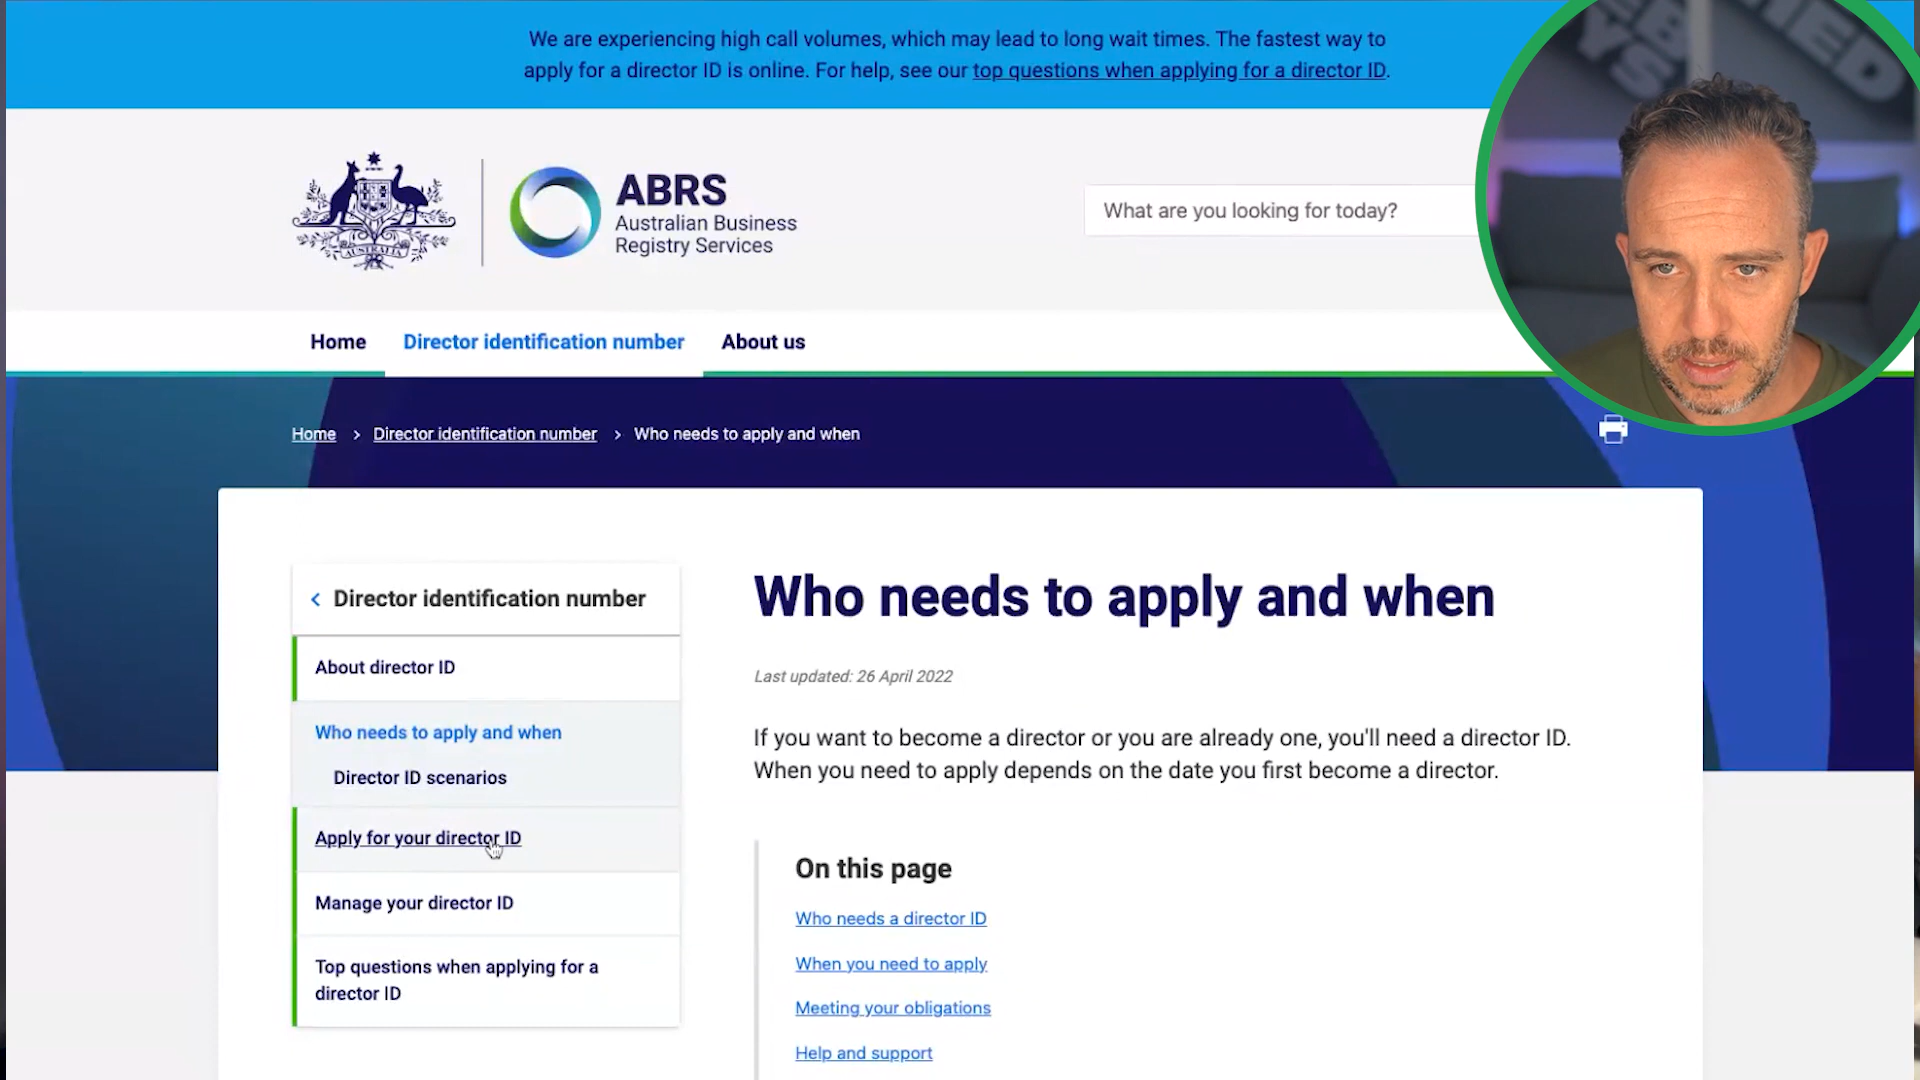 We are experiencing high call volumes, which may lead to long wait times. The fastest way to
apply for a director ID is online. For help, see our top questions when applying for a director ID.
AUSTRALIA
ABRS
Australian Business
Registry Services
What are you looking for today?
Home
Director identification number
About us
Home > Director identification number > Who needs to apply and when
< Director identification number
About director ID
Who needs to apply and when
Director ID scenarios
Apply for your director ID
Manage your director ID
Top questions when applying for a
director ID
Who needs to apply and when
Last updated: 26 April 2022
If you want to become a director or you are already one, you'll need a director ID.
When you need to apply depends on the date you first become a director.
On this page
Who needs a director ID
When you need to apply
Meeting your obligations
Help and support